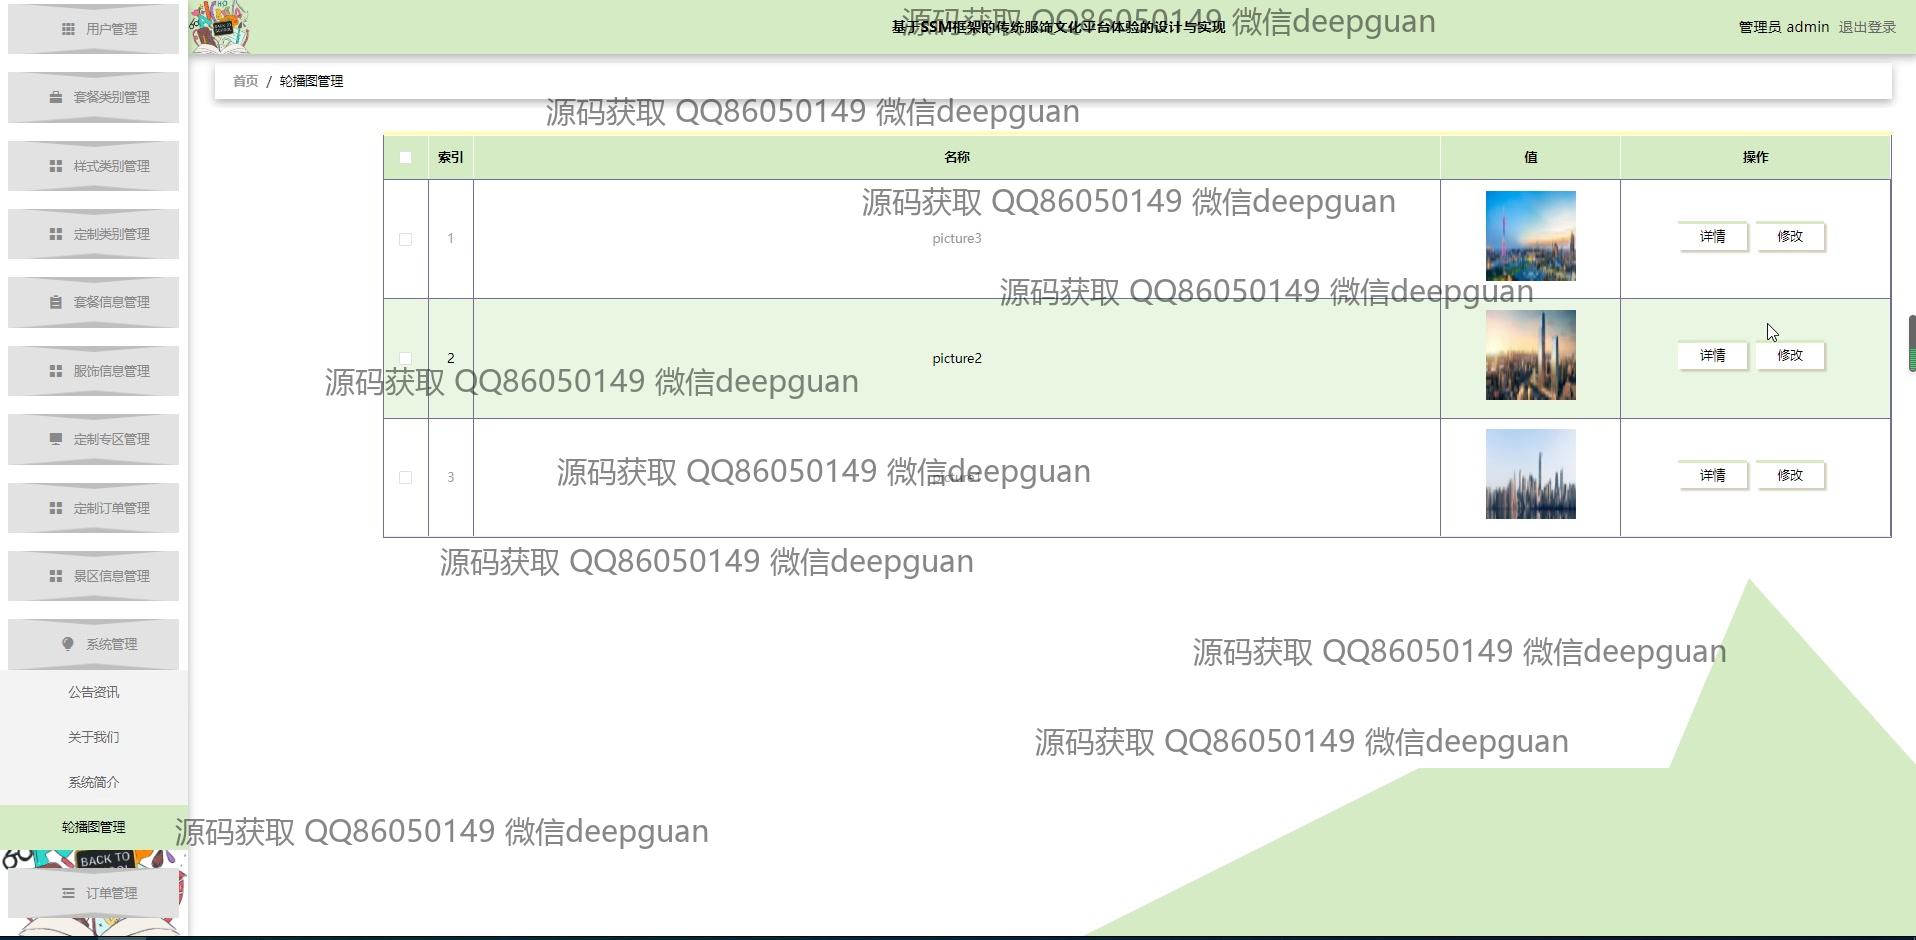 用户管理
套餐类别管理
样式类别管理
定制类别管理
套餐信息管理
服饰信息管理
定制专区管理
定制订单管理
景区信息管理
系统管理
公告资讯
关于我们
系统简介
轮播图管理
BACK TO
订单管理
基于SSM框架的传统服饰文化平台体验的设计与实现
源码获取 QQ86050149 微信deepguan
管理员 admin 退出登录
首页 / 轮播图管理
源码获取 QQ86050149 微信deepguan
索引 名称 值 操作
源码获取 QQ86050149 微信deepguan
1 picture3 详情 修改
源码获取 QQ86050149 微信deepguan
2 picture2 详情 修改
源码获取 QQ86050149 微信deepguan
源码获取 QQ86050149 微信deepguan
3 picture1 详情 修改
源码获取 QQ86050149 微信deepguan
源码获取 QQ86050149 微信deepguan
源码获取 QQ86050149 微信deepguan
源码获取 QQ86050149 微信deepguan